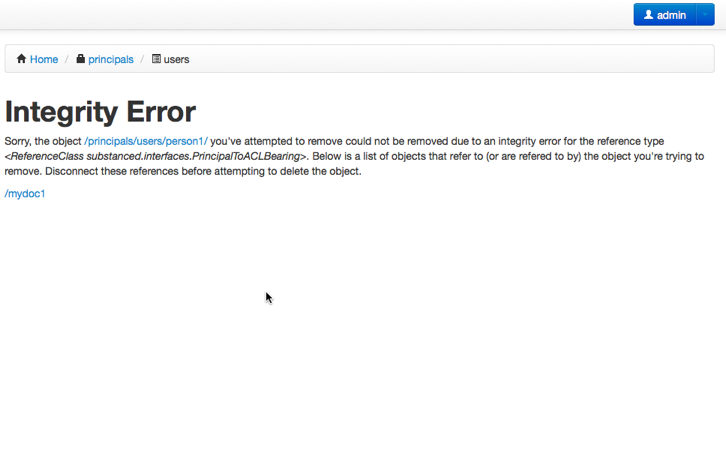 admin
Home / principals / users
Integrity Error
Sorry, the object /principals/users/person1/ you've attempted to remove could not be removed due to an integrity error for the reference type
<ReferenceClass substanced.interfaces.PrincipalToACLBearing>. Below is a list of objects that refer to (or are refered to by) the object you're trying to
remove. Disconnect these references before attempting to delete the object.
/mydoc1